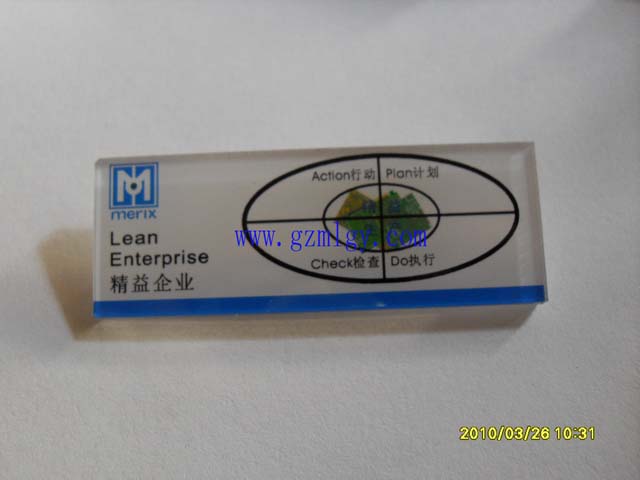 merix
Lean
Enterprise
精益企业
Action行动
Plan计划
精 益
www.gzmlgy.com
Check检查
Do执行
2010/03/26 10:31